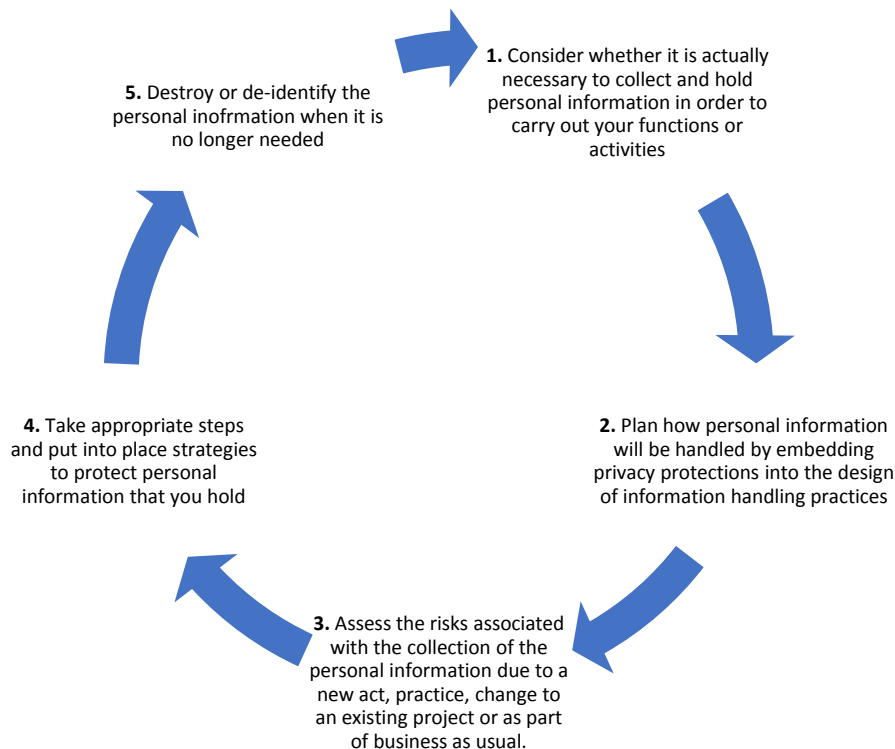 1. Consider whether it is actually
necessary to collect and hold
personal information in order to
carry out your functions or
activities
2. Plan how personal information
will be handled by embedding
privacy protections into the design
of information handling practices
3. Assess the risks associated
with the collection of the
personal information due to a
new act, practice, change to
an existing project or as part
of business as usual.
4. Take appropriate steps
and put into place strategies
to protect personal
information that you hold
5. Destroy or de-identify the
personal inofrmation when it is
no longer needed